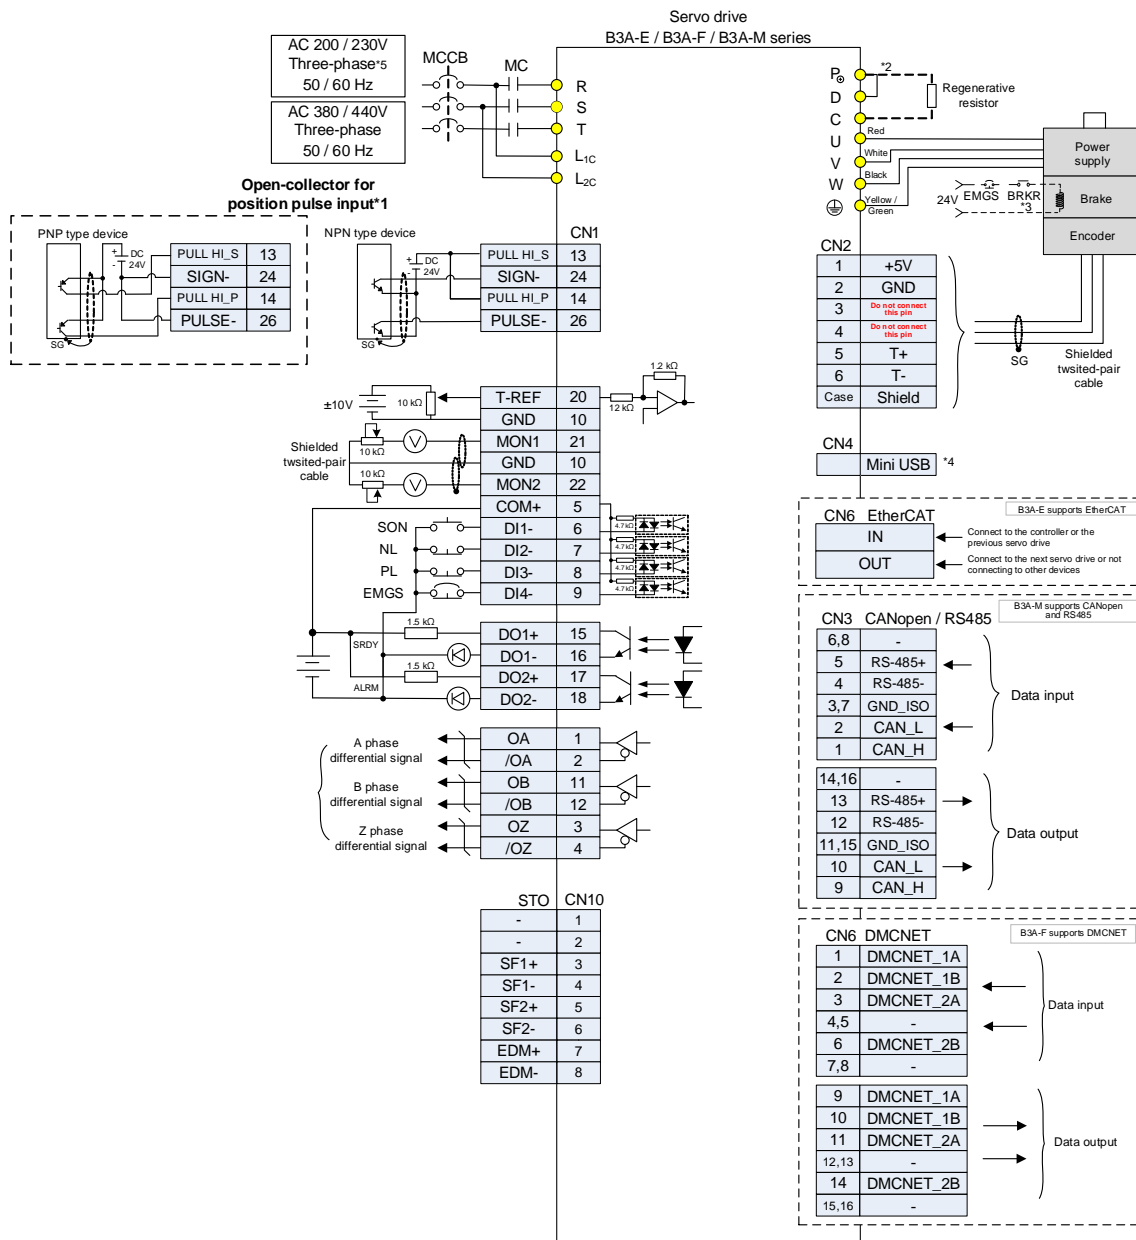 Servo drive
B3A-E / B3A-F / B3A-M series
AC 200 / 230V
Three-phase*5
50 / 60 Hz
AC 380 / 440V
Three-phase
50 / 60 Hz
MCCB
MC
R
S
T
L1C
L2C
P⊕
D
C
U
V
W
*2
Regenerative
resistor
Red
White
Black
Yellow /
Green
Power
supply
Brake
Encoder
24V
EMGS
BRKR
*3
Open-collector for
position pulse input*1
PNP type device
+
-
DC
24V
SG
PULL HI_S 13
SIGN- 24
PULL HI_P 14
PULSE- 26
NPN type device
+
-
DC
24V
SG
CN1
PULL HI_S 13
SIGN- 24
PULL HI_P 14
PULSE- 26
CN2
1 +5V
2 GND
3 Do not connect
this pin
4 Do not connect
this pin
5 T+
6 T-
Case Shield
SG
Shielded
twsited-pair
cable
±10V
10 kΩ
T-REF 20
GND 10
MON1 21
GND 10
MON2 22
COM+ 5
DI1- 6
DI2- 7
DI3- 8
DI4- 9
12 kΩ
1.2 kΩ
Shielded
twsited-pair
cable
10 kΩ
V
10 kΩ
V
SON
NL
PL
EMGS
4.7 kΩ
4.7 kΩ
4.7 kΩ
4.7 kΩ
CN4
Mini USB
*4
CN6 EtherCAT
B3A-E supports EtherCAT
IN
OUT
Connect to the controller or the
previous servo drive
Connect to the next servo drive or not
connecting to other devices
1.5 kΩ
SRDY
1.5 kΩ
ALRM
DO1+ 15
DO1- 16
DO2+ 17
DO2- 18
B3A-M supports CANopen
and RS485
CN3 CANopen / RS485
6,8 -
5 RS-485+
4 RS-485-
3,7 GND_ISO
2 CAN_L
1 CAN_H
Data input
14,16 -
13 RS-485+
12 RS-485-
11,15 GND_ISO
10 CAN_L
9 CAN_H
Data output
A phase
differential signal
B phase
differential signal
Z phase
differential signal
OA 1
/OA 2
OB 11
/OB 12
OZ 3
/OZ 4
STO CN10
- 1
- 2
SF1+ 3
SF1- 4
SF2+ 5
SF2- 6
EDM+ 7
EDM- 8
CN6 DMCNET
B3A-F supports DMCNET
1 DMCNET_1A
2 DMCNET_1B
3 DMCNET_2A
4,5 -
6 DMCNET_2B
7,8 -
Data input
9 DMCNET_1A
10 DMCNET_1B
11 DMCNET_2A
12,13 -
14 DMCNET_2B
15,16 -
Data output